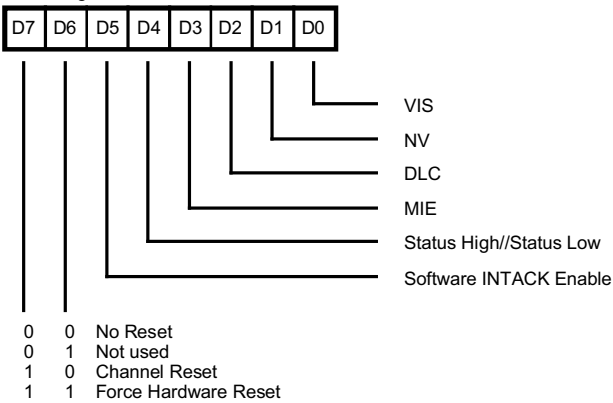 D7 D6 D5 D4 D3 D2 D1 D0
VIS
NV
DLC
MIE
Status High//Status Low
Software INTACK Enable
0 0 No Reset
0 1 Not used
1 0 Channel Reset
1 1 Force Hardware Reset